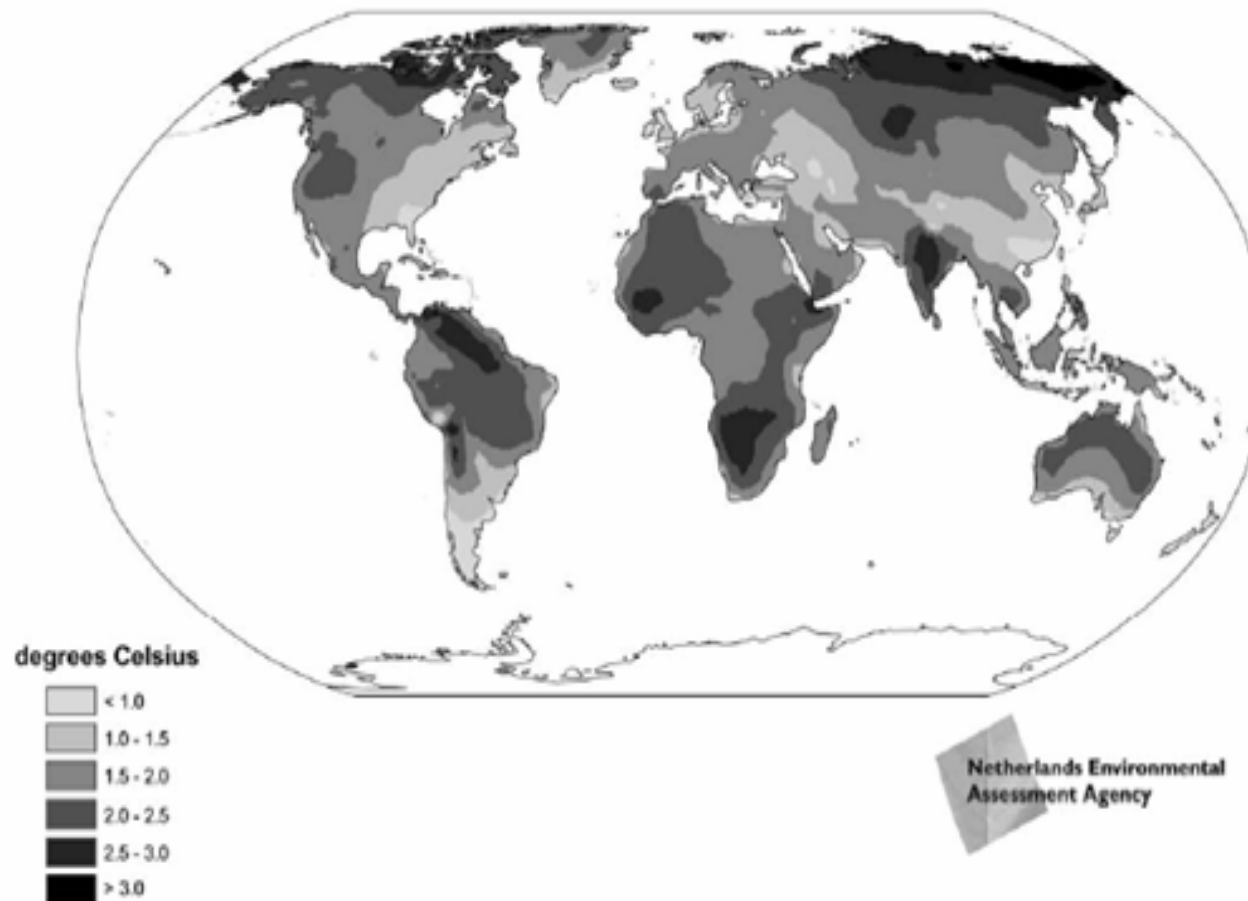 degrees Celsius
< 1.0
1.0 - 1.5
1.5 - 2.0
2.0 - 2.5
2.5 - 3.0
> 3.0
Netherlands Environmental
Assessment Agency